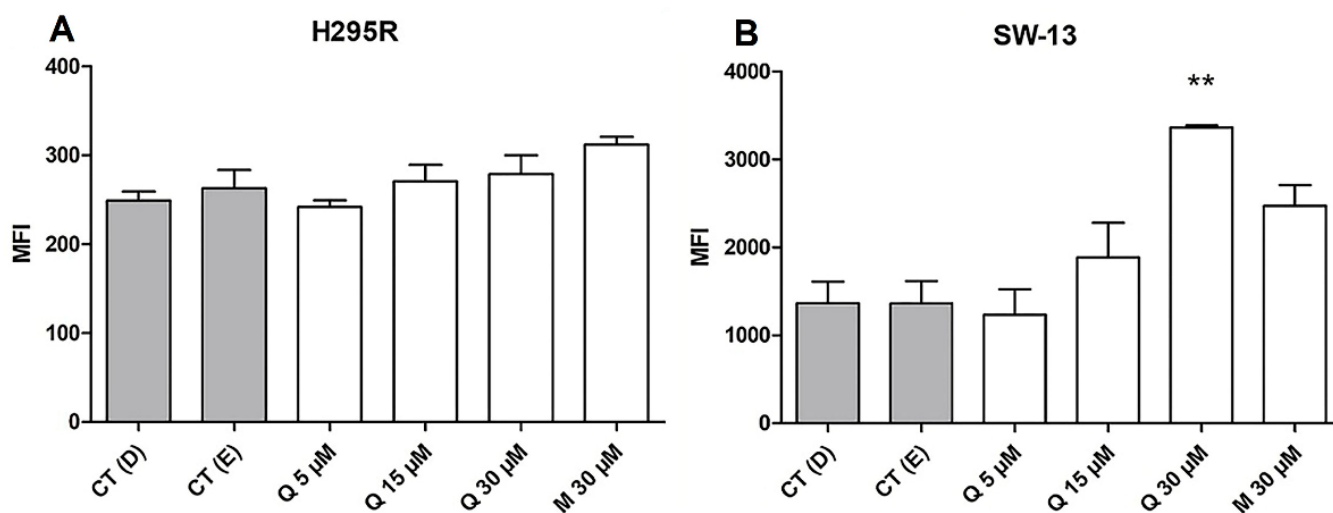 A
H295R
400
300
200
100
0
MFI
CT (D)
CT (E)
Q 5 µM
Q 15 µM
Q 30 µM
M 30 µM
B
SW-13
4000
3000
2000
1000
0
MFI
**
CT (D)
CT (E)
Q 5 µM
Q 15 µM
Q 30 µM
M 30 µM